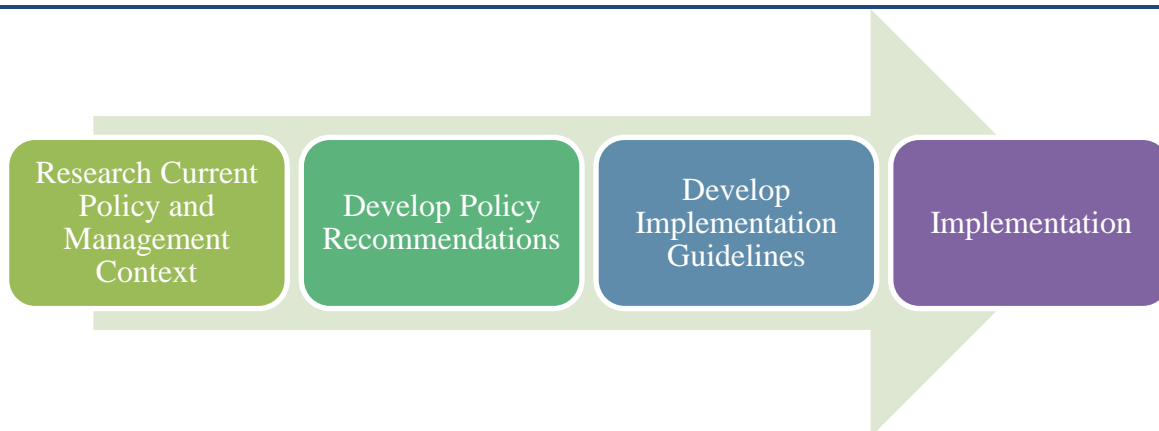 Research Current
Policy and
Management
Context
Develop Policy
Recommendations
Develop
Implementation
Guidelines
Implementation